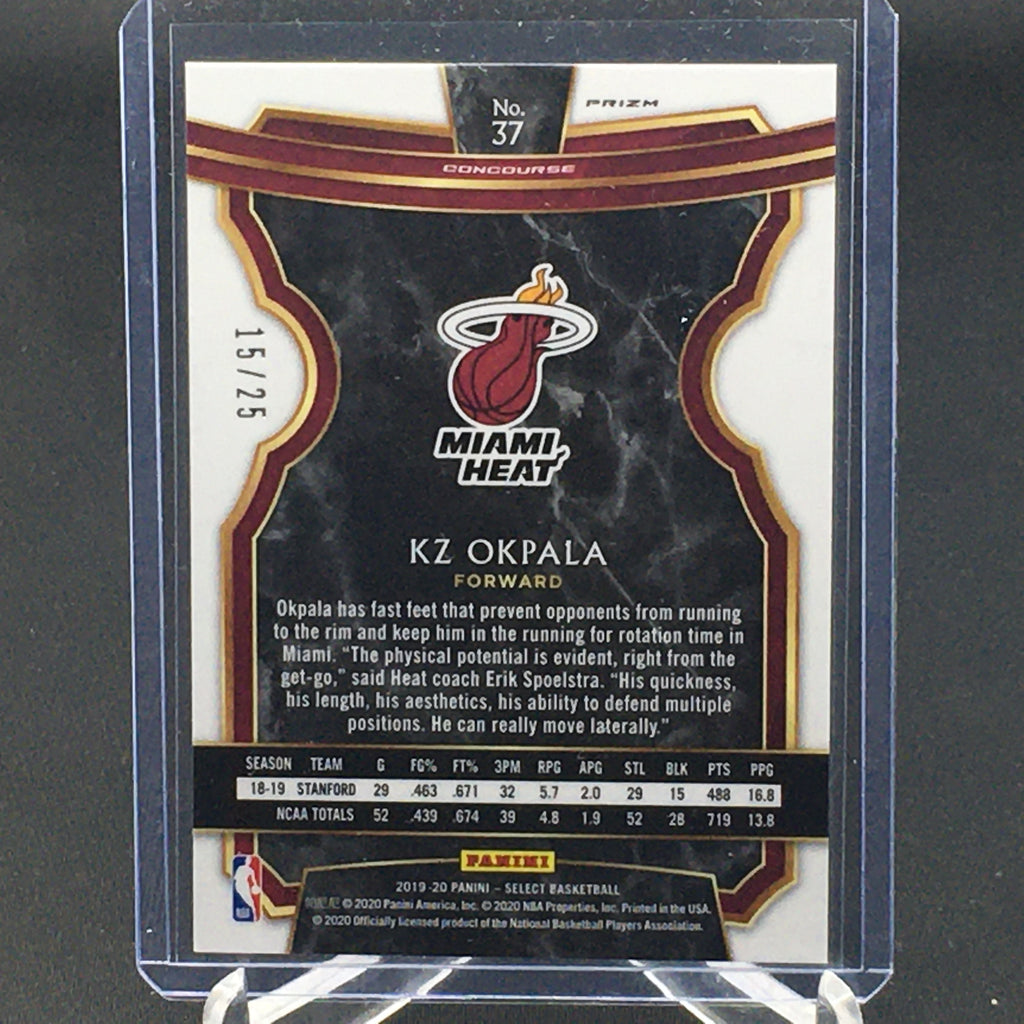 No.
37
PRIZM
CONCOURSE
15/25
MIAMI
HEAT
KZ OKPALA
FORWARD
Okpala has fast feet that prevent opponents from running
to the rim and keep him in the running for rotation time in
Miami. "The physical potential is evident, right from the
get-go," said Heat coach Erik Spoelstra. "His quickness,
his length, his aesthetics, his ability to defend multiple
positions. He can really move laterally."
SEASON TEAM G FG% FT% 3PM RPG APG STL BLK PTS PPG
18-19 STANFORD 29 .463 .671 32 5.7 2.0 29 15 488 16.8
NCAA TOTALS 52 .439 .674 39 4.8 1.9 52 28 719 13.8
PANINI
2019-20 PANINI – SELECT BASKETBALL
© 2020 Panini America, Inc. © 2020 NBA Properties, Inc. Printed in the USA.
© 2020 Officially licensed product of the National Basketball Players Association.